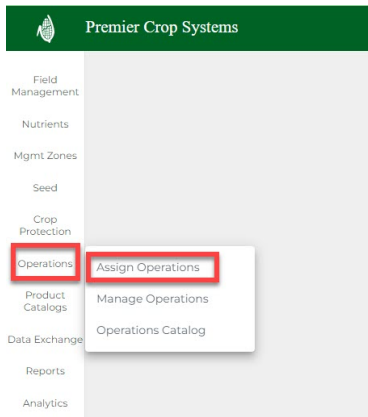 Premier Crop Systems
Field
Management
Nutrients
Mgmt Zones
Seed
Crop
Protection
Operations
Assign Operations
Manage Operations
Operations Catalog
Product
Catalogs
Data Exchange
Reports
Analytics